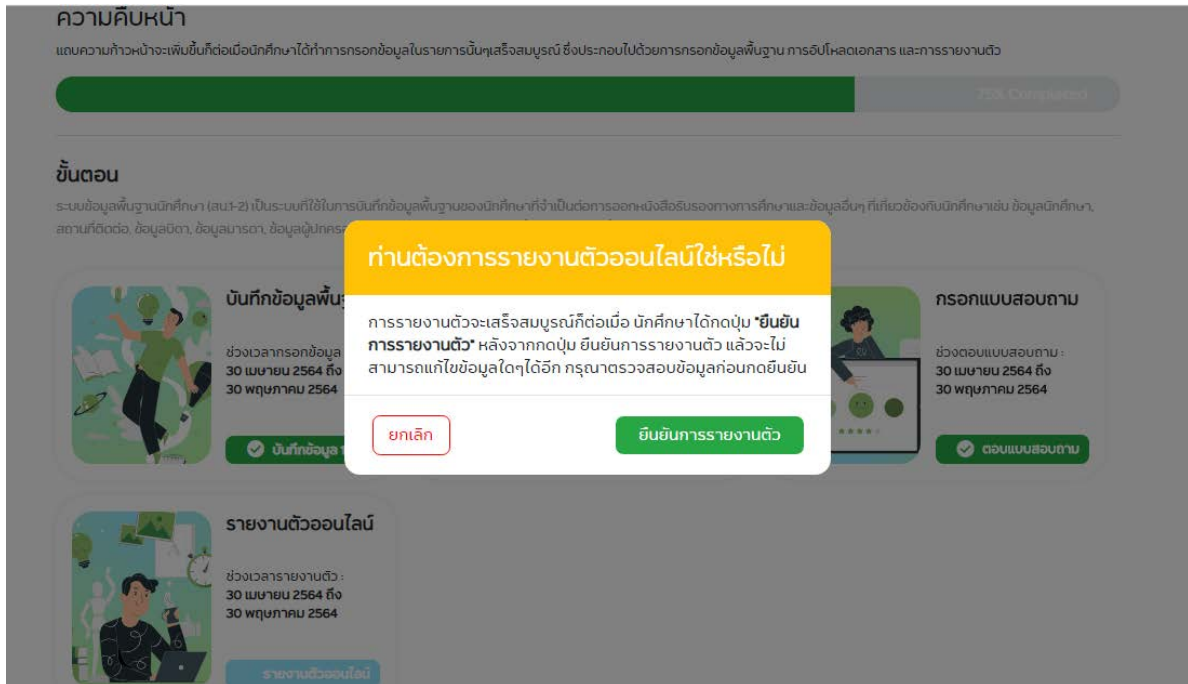 ความคืบหน้า
แถบความก้าวหน้าจะเพิ่มขึ้นก็ต่อเมื่อนักศึกษาได้ทำการกรอกข้อมูลในรายการนั้นๆเสร็จสมบูรณ์ ซึ่งประกอบไปด้วยการกรอกข้อมูลพื้นฐาน การอัปโหลดเอกสาร และการรายงานตัว
75% Completed
ขั้นตอน
ระบบข้อมูลพื้นฐานนักศึกษา (สน.1-2) เป็นระบบที่ใช้ในการบันทึกข้อมูลพื้นฐานของนักศึกษาที่จำเป็นต่อการออกหนังสือรับรองทางการศึกษาและข้อมูลอื่นๆ ที่เกี่ยวข้องกับนักศึกษาเช่น ข้อมูลนักศึกษา,
สถานที่ติดต่อ, ข้อมูลบิดา, ข้อมูลมารดา,
ท่านต้องการรายงานตัวออนไลน์ใช่หรือไม่
การรายงานตัวจะเสร็จสมบูรณ์ก็ต่อเมื่อ นักศึกษาได้กดปุ่ม "ยืนยัน
การรายงานตัว" หลังจากกดปุ่ม ยืนยันการรายงานตัว แล้วจะไม่
สามารถแก้ไขข้อมูลใดๆได้อีก กรุณาตรวจสอบข้อมูลก่อนกดยืนยัน
ยกเลิก
ยืนยันการรายงานตัว
บันทึกข้อมูล
ช่วงเวลากรอกข้อมูล
30 เมษายน 2564 ถึง
30 พฤษภาคม 2564
บันทึกข้อมูล
กรอกแบบสอบถาม
ช่วงตอบแบบสอบถาม :
30 เมษายน 2564 ถึง
30 พฤษภาคม 2564
ตอบแบบสอบถาม
รายงานตัวออนไลน์
ช่วงเวลารายงานตัว :
30 เมษายน 2564 ถึง
30 พฤษภาคม 2564
รายงานตัวออนไลน์